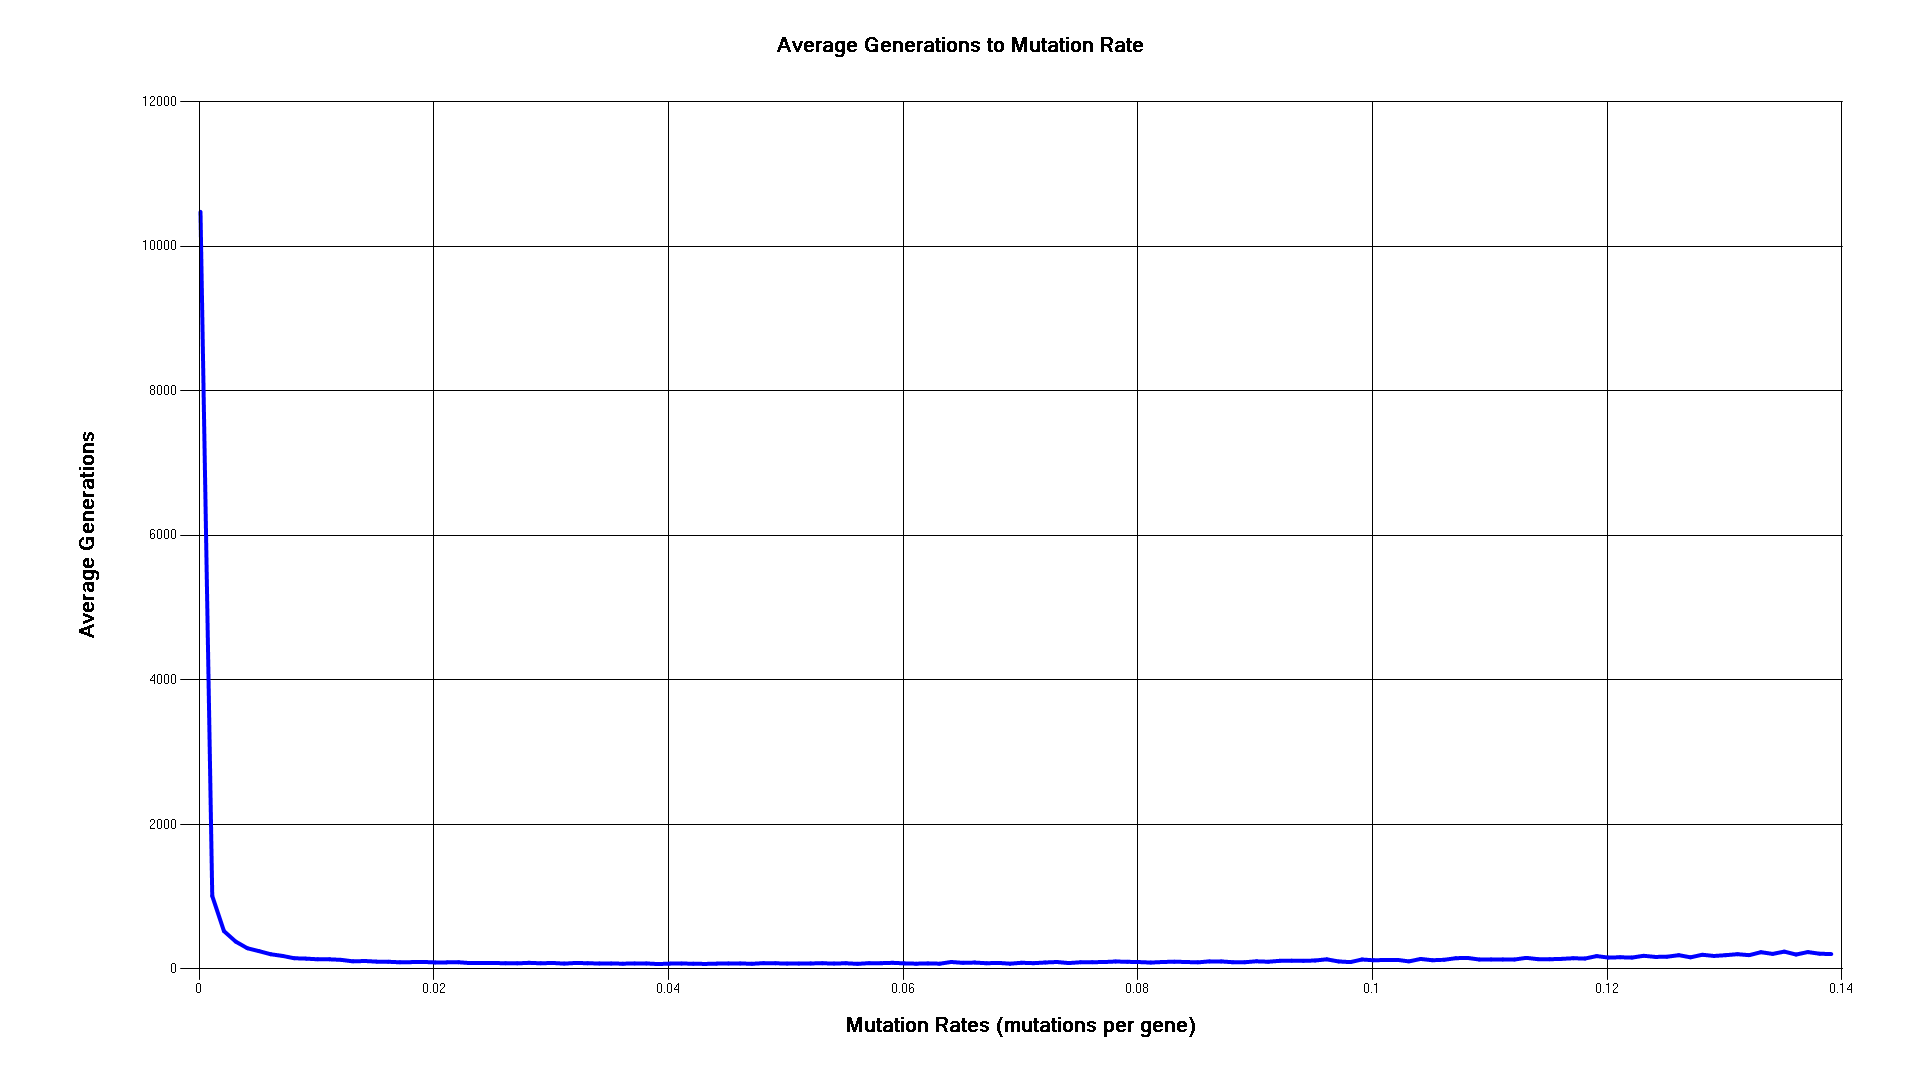 Average Generations to Mutation Rate
12000
10000
8000
6000
4000
2000
0
Average Generations
0 0.02 0.04 0.06 0.08 0.1 0.12 0.14
Mutation Rates (mutations per gene)